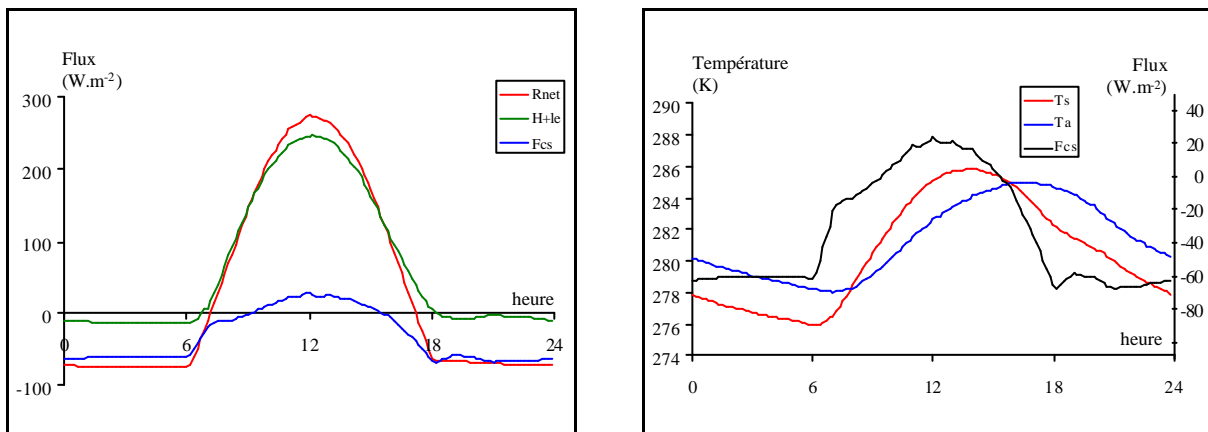 Flux
(W.m-2)
300
200
100
0
-100
0
6
12
18
24
heure
Rnet
H+le
Fcs
Température
(K)
290
288
286
284
282
280
278
276
274
0
6
12
18
24
heure
Ts
Ta
Fcs
Flux
(W.m-2)
40
20
0
-20
-40
-60
-80